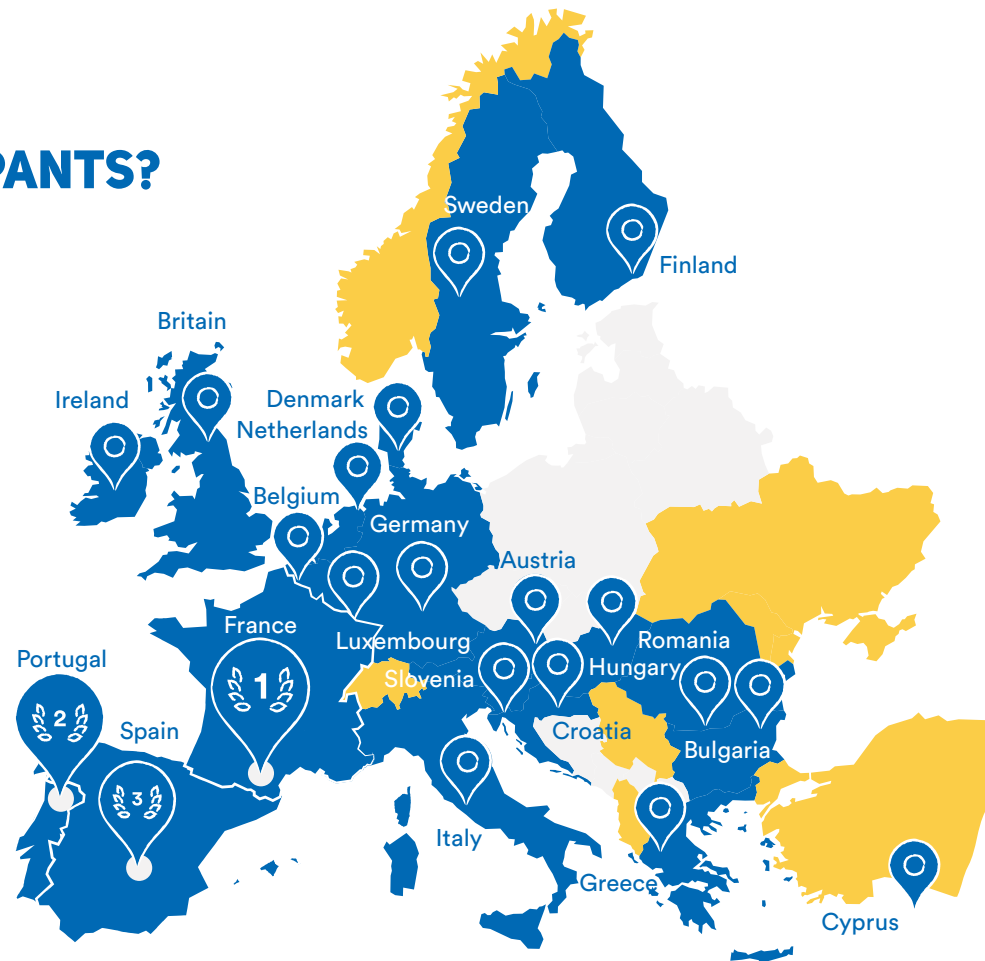 PANTS?
Sweden
Finland
Britain
Ireland
Denmark
Netherlands
Belgium
Germany
Austria
France
Luxembourg
Romania
Portugal
Slovenia
Hungary
1
2
Spain
Croatia
Bulgaria
3
Italy
Greece
Cyprus